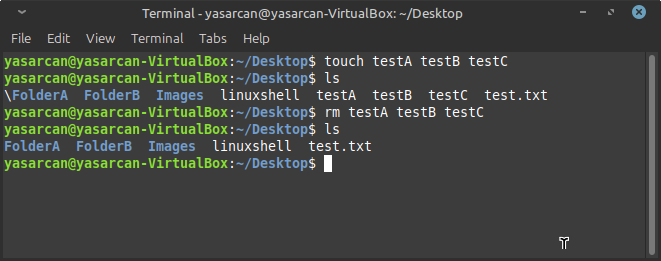 Terminal - yasarcan@yasarcan-VirtualBox: ~/Desktop
File Edit View Terminal Tabs Help
yasarcan@yasarcan-VirtualBox:~/Desktop$ touch testA testB testC
yasarcan@yasarcan-VirtualBox:~/Desktop$ ls
\FolderA  FolderB  Images  linuxshell  testA  testB  testC  test.txt
yasarcan@yasarcan-VirtualBox:~/Desktop$ rm testA testB testC
yasarcan@yasarcan-VirtualBox:~/Desktop$ ls
FolderA  FolderB  Images  linuxshell  test.txt
yasarcan@yasarcan-VirtualBox:~/Desktop$